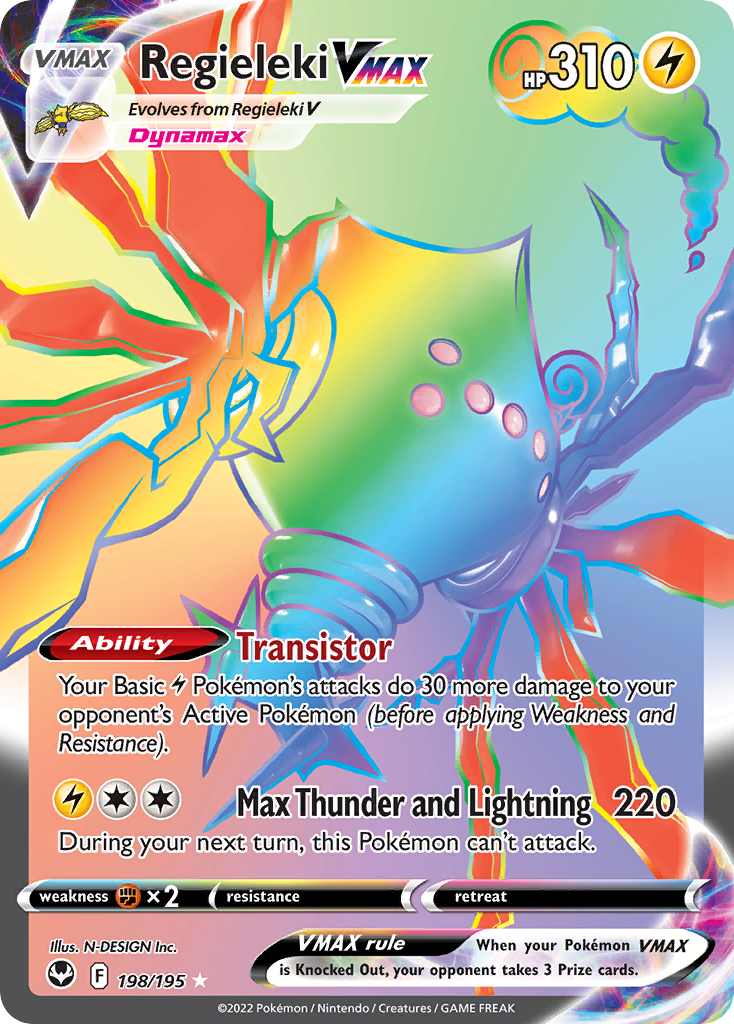 VMAX
Regieleki VMAX
HP 310
Evolves from Regieleki V
Dynamax
Ability Transistor
Your Basic Pokémon's attacks do 30 more damage to your
opponent's Active Pokémon (before applying Weakness and
Resistance).
Max Thunder and Lightning 220
During your next turn, this Pokémon can't attack.
weakness ×2 resistance retreat
Illus. N-DESIGN Inc.
VMAX rule When your Pokémon VMAX
is Knocked Out, your opponent takes 3 Prize cards.
F 198/195
©2022 Pokémon / Nintendo / Creatures / GAME FREAK